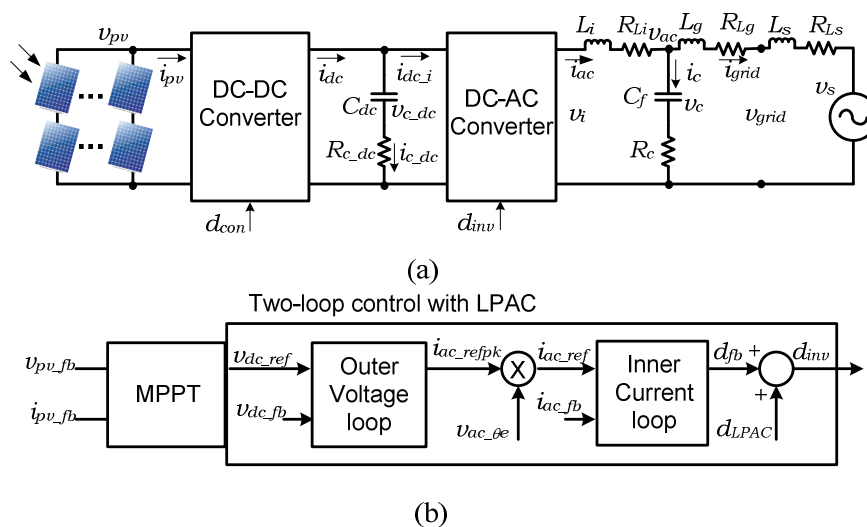 v_pv
i_pv
DC-DC
Converter
d_con
i_dc
i_dc_i
C_dc
v_c_dc
R_c_dc
i_c_dc
DC-AC
Converter
d_inv
L_i
R_Li
v_ac
L_g
R_Lg
L_s
R_Ls
i_ac
i_c
i_grid
v_s
v_i
C_f
v_c
v_grid
R_c
(a)
Two-loop control with LPAC
v_pv_fb
i_pv_fb
MPPT
v_dc_ref
v_dc_fb
Outer
Voltage
loop
i_ac_refpk
X
v_ac_θe
i_ac_ref
i_ac_fb
Inner
Current
loop
d_fb
+
+
d_LPAC
d_inv
(b)